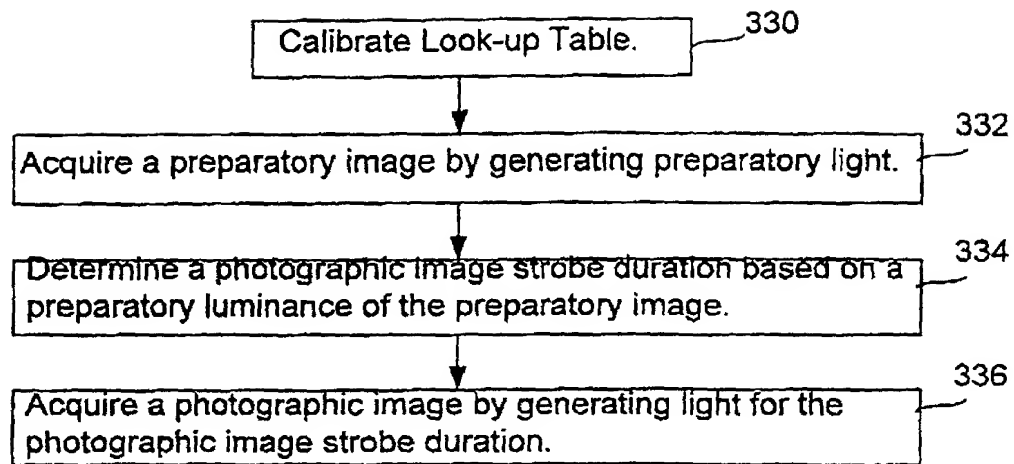 Calibrate Look-up Table.
330
332
Acquire a preparatory image by generating preparatory light.
334
Determine a photographic image strobe duration based on a
preparatory luminance of the preparatory image.
336
Acquire a photographic image by generating light for the
photographic image strobe duration.